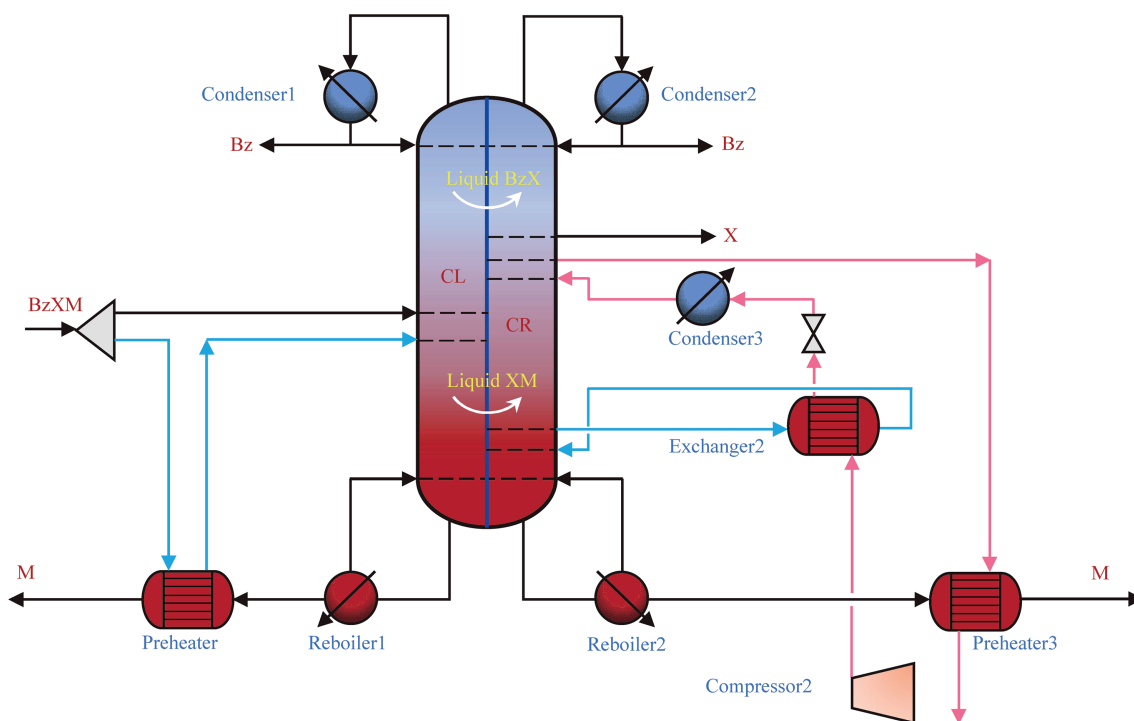 Condenser1
Condenser2
Bz
Bz
Liquid BzX
X
CL
BzXM
CR
Condenser3
Liquid XM
Exchanger2
M
M
Preheater
Reboiler1
Reboiler2
Preheater3
Compressor2